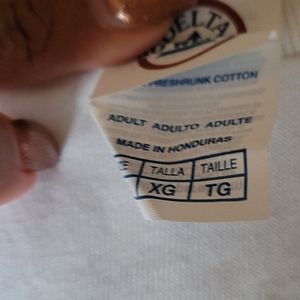 DELTA
PRESHRUNK COTTON
ADULT ADULTO ADULTE
MADE IN HONDURAS
TALLA TAILLE
XG TG